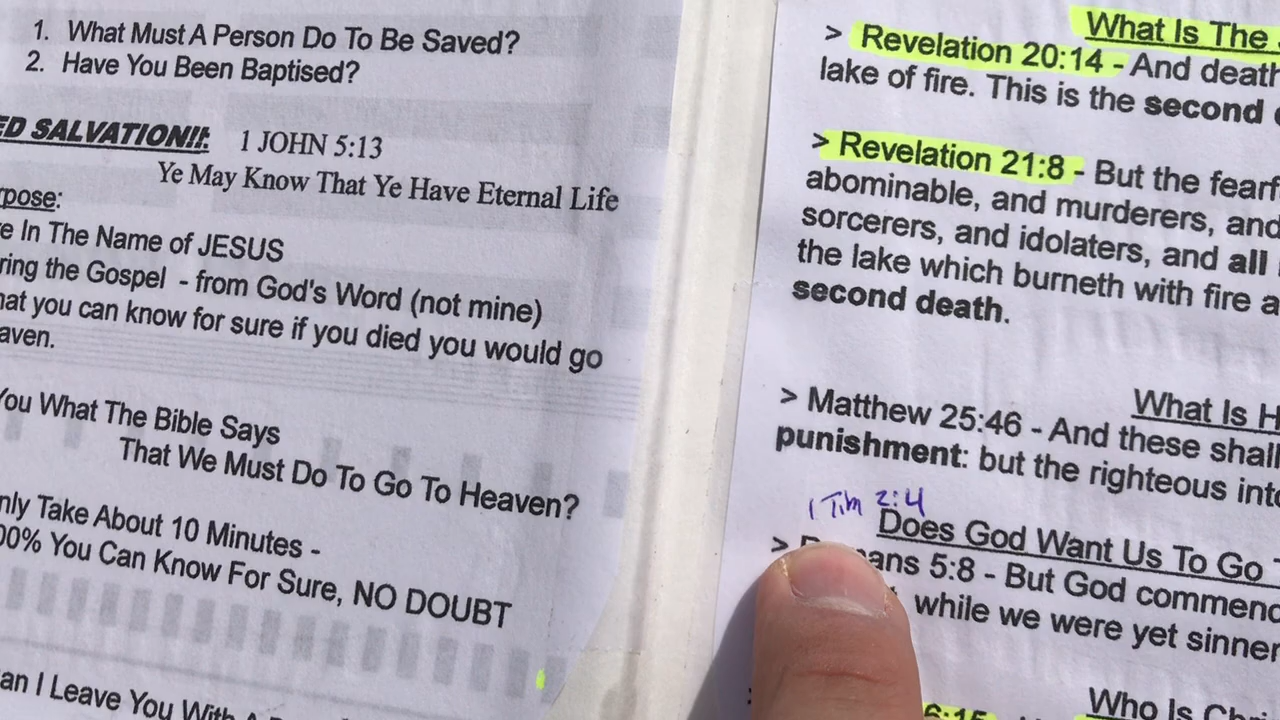 1. What Must A Person Do To Be Saved?
2. Have You Been Baptised?
ED SALVATION!!:   1 JOHN 5:13
Ye May Know That Ye Have Eternal Life
rpose:
e In The Name of JESUS
ring the Gospel - from God's Word (not mine)
hat you can know for sure if you died you would go
aven.
You What The Bible Says
That We Must Do To Go To Heaven?
nly Take About 10 Minutes -
00% You Can Know For Sure, NO DOUBT
an I Leave You With A
What Is The
> Revelation 20:14 - And death
lake of fire. This is the second
> Revelation 21:8 - But the fearf
abominable, and murderers, and
sorcerers, and idolaters, and all
the lake which burneth with fire a
second death.
What Is H
> Matthew 25:46 - And these shall
punishment: but the righteous into
1 Tim 2:4
Does God Want Us To Go
> ans 5:8 - But God commend
while we were yet sinner
Who Is Chri
6:15